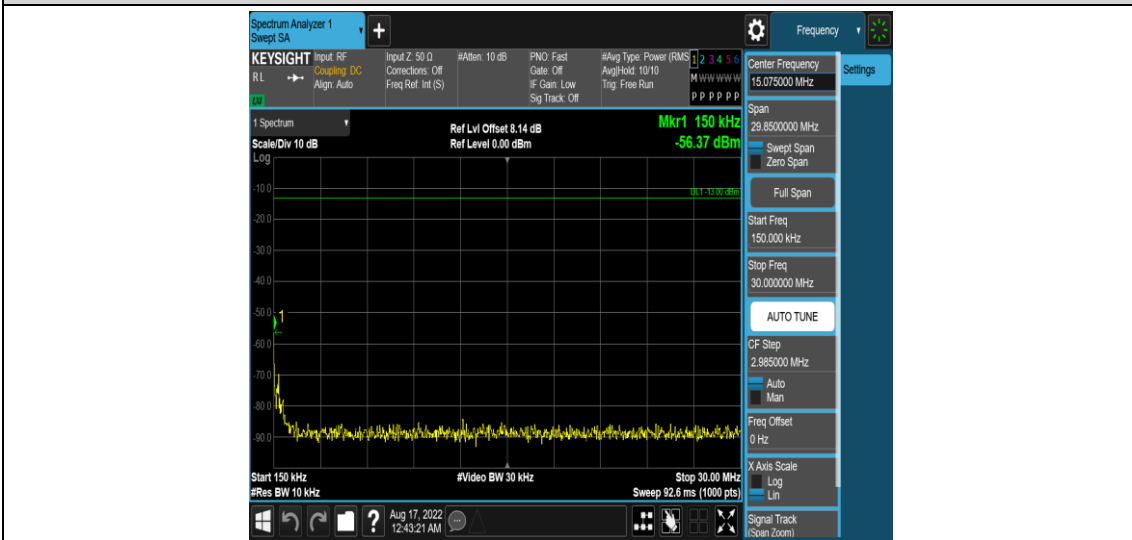 Spectrum Analyzer 1
Swept SA
+
Frequency
KEYSIGHT
RL
LXI
Input: RF
Coupling: DC
Align: Auto
Input Z: 50 Ω
Corrections: Off
Freq Ref: Int (S)
#Atten: 10 dB
PNO: Fast
Gate: Off
IF Gain: Low
Sig Track: Off
#Avg Type: Power (RMS
Avg|Hold: 10/10
Trig: Free Run
1 2 3 4 5 6
M W W W W W
P P P P P P
1 Spectrum
Scale/Div 10 dB
Log
Ref Lvl Offset 8.14 dB
Ref Level 0.00 dBm
Mkr1 150 kHz
-56.37 dBm
DL1 -13.00 dBm
-10.0
-20.0
-30.0
-40.0
-50.0
1
-60.0
-70.0
-80.0
-90.0
Start 150 kHz
#Video BW 30 kHz
Stop 30.00 MHz
#Res BW 10 kHz
Sweep 92.6 ms (1000 pts)
?
Aug 17, 2022
12:43:21 AM
Center Frequency
15.075000 MHz
Settings
Span
29.8500000 MHz
Swept Span
Zero Span
Full Span
Start Freq
150.000 kHz
Stop Freq
30.000000 MHz
AUTO TUNE
CF Step
2.985000 MHz
Auto
Man
Freq Offset
0 Hz
X Axis Scale
Log
Lin
Signal Track
(Span Zoom)